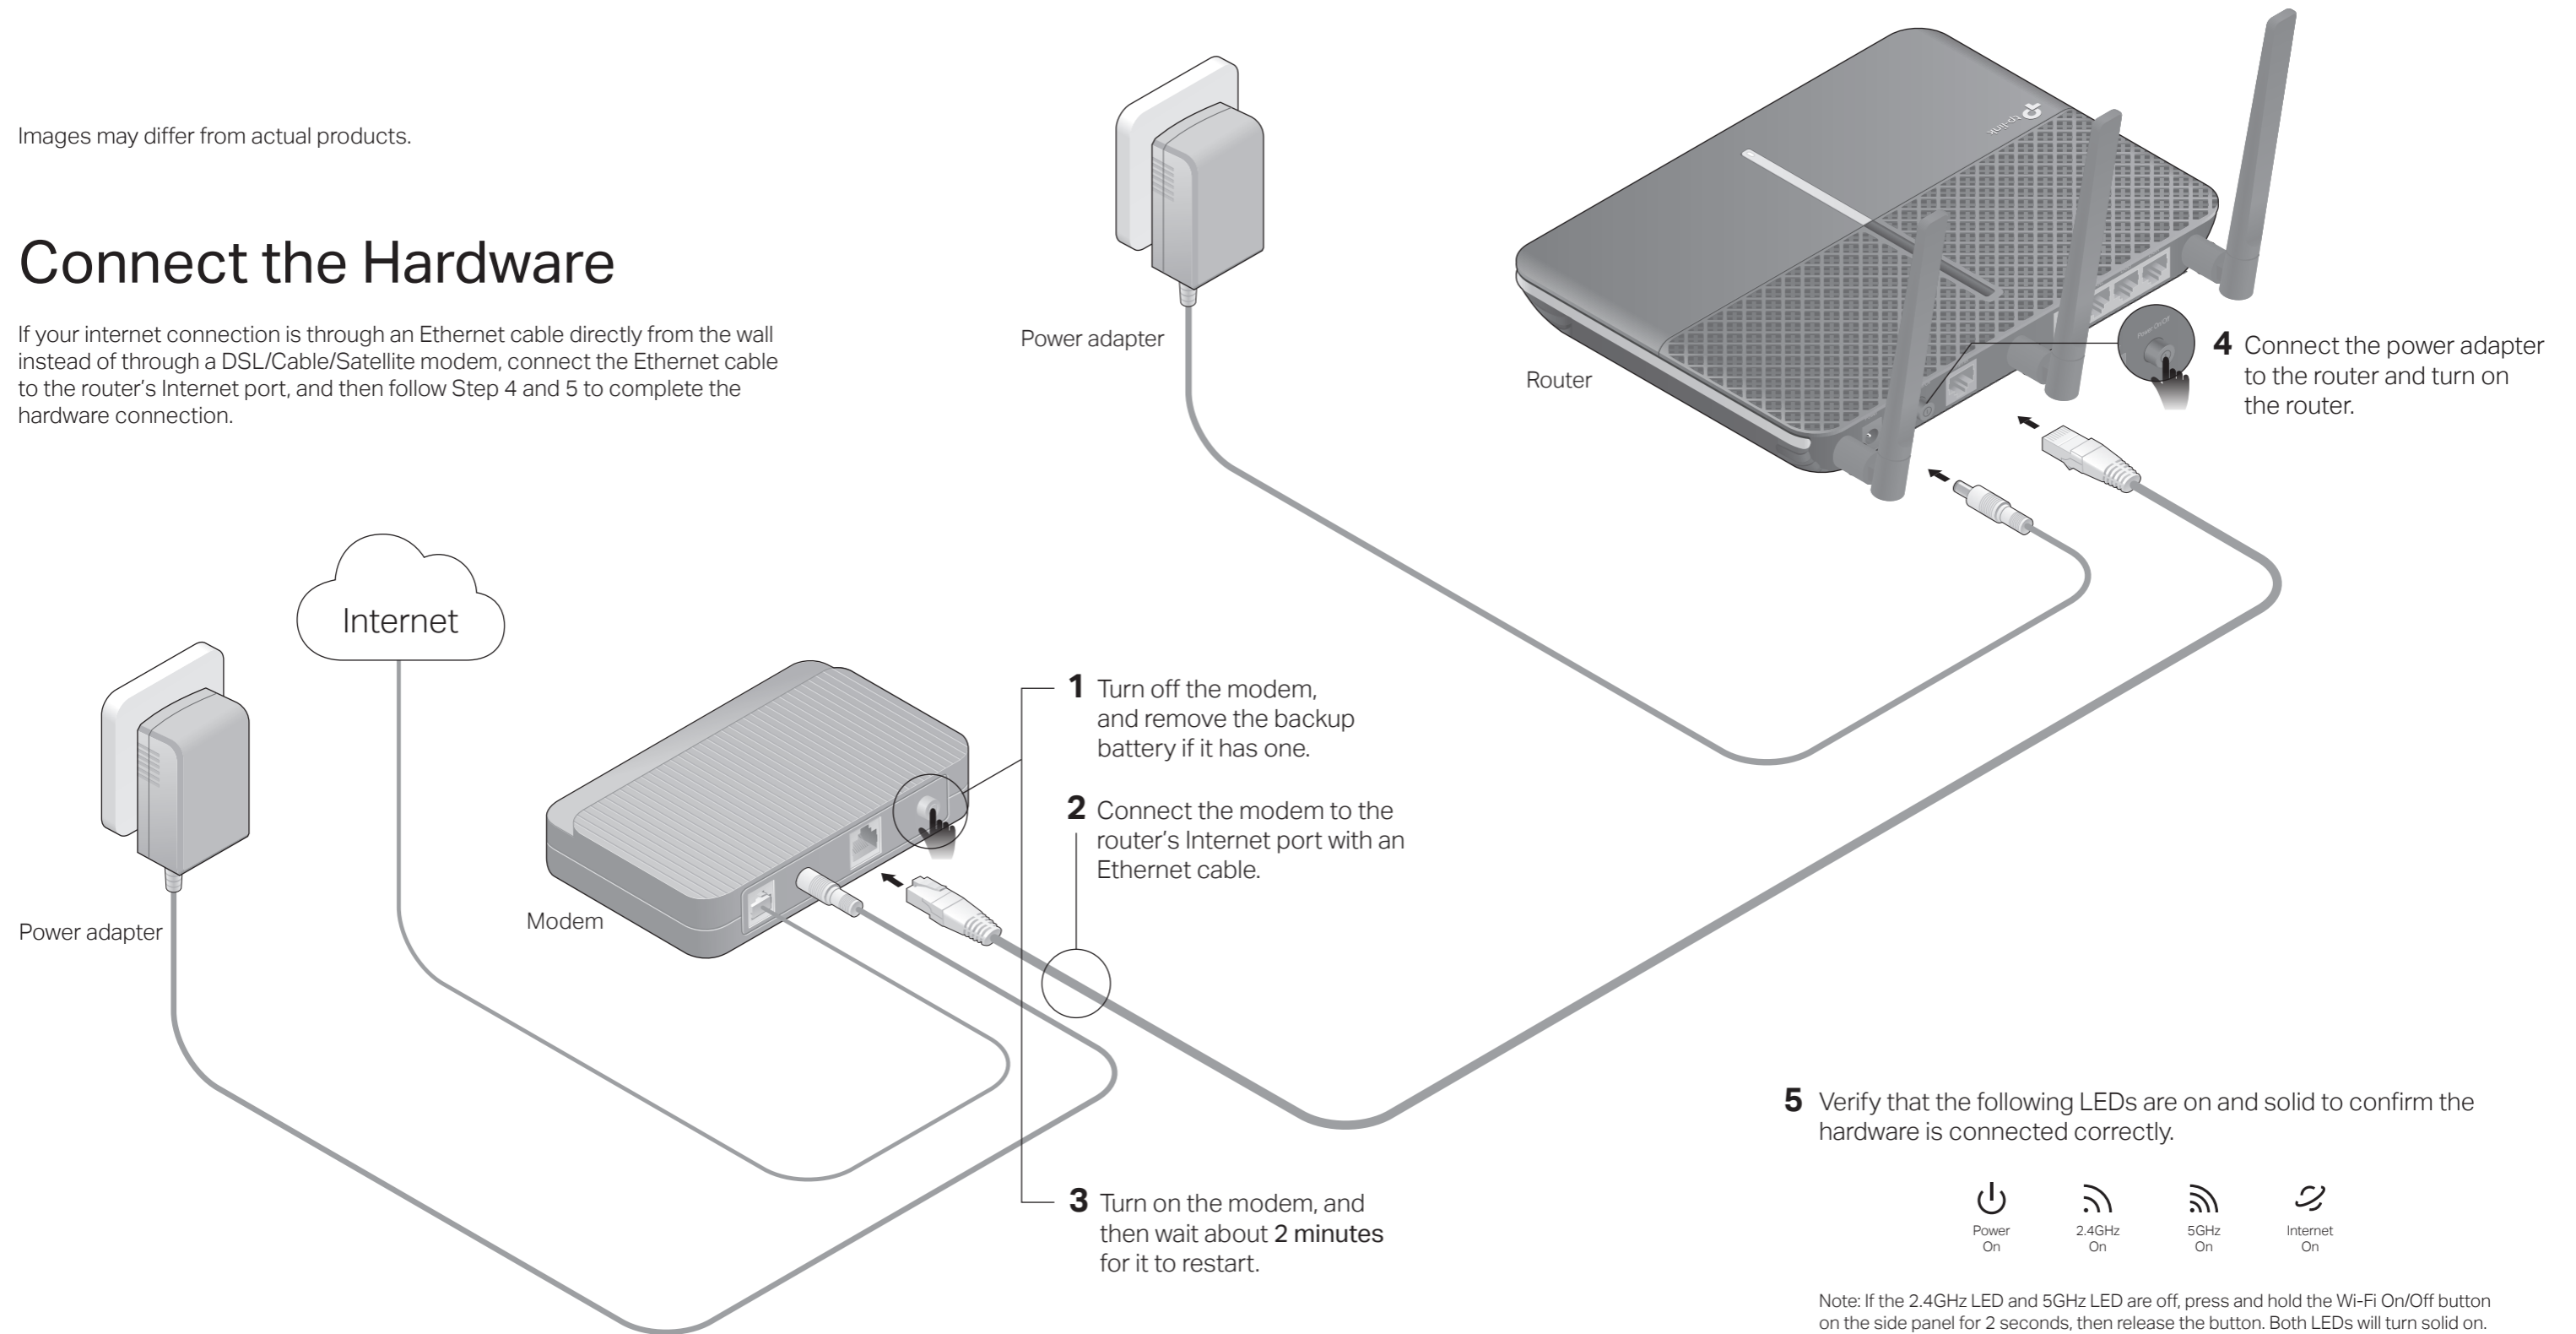 Images may differ from actual products.
Connect the Hardware
If your internet connection is through an Ethernet cable directly from the wall
instead of through a DSL/Cable/Satellite modem, connect the Ethernet cable
to the router's Internet port, and then follow Step 4 and 5 to complete the
hardware connection.
Power adapter
tp-link
Router
Power On/Off
4 Connect the power adapter
to the router and turn on
the router.
Internet
Power adapter
Modem
1 Turn off the modem,
and remove the backup
battery if it has one.
2 Connect the modem to the
router's Internet port with an
Ethernet cable.
3 Turn on the modem, and
then wait about 2 minutes
for it to restart.
5 Verify that the following LEDs are on and solid to confirm the
hardware is connected correctly.
Power 2.4GHz 5GHz Internet
On On On On
Note: If the 2.4GHz LED and 5GHz LED are off, press and hold the Wi-Fi On/Off button
on the side panel for 2 seconds, then release the button. Both LEDs will turn solid on.